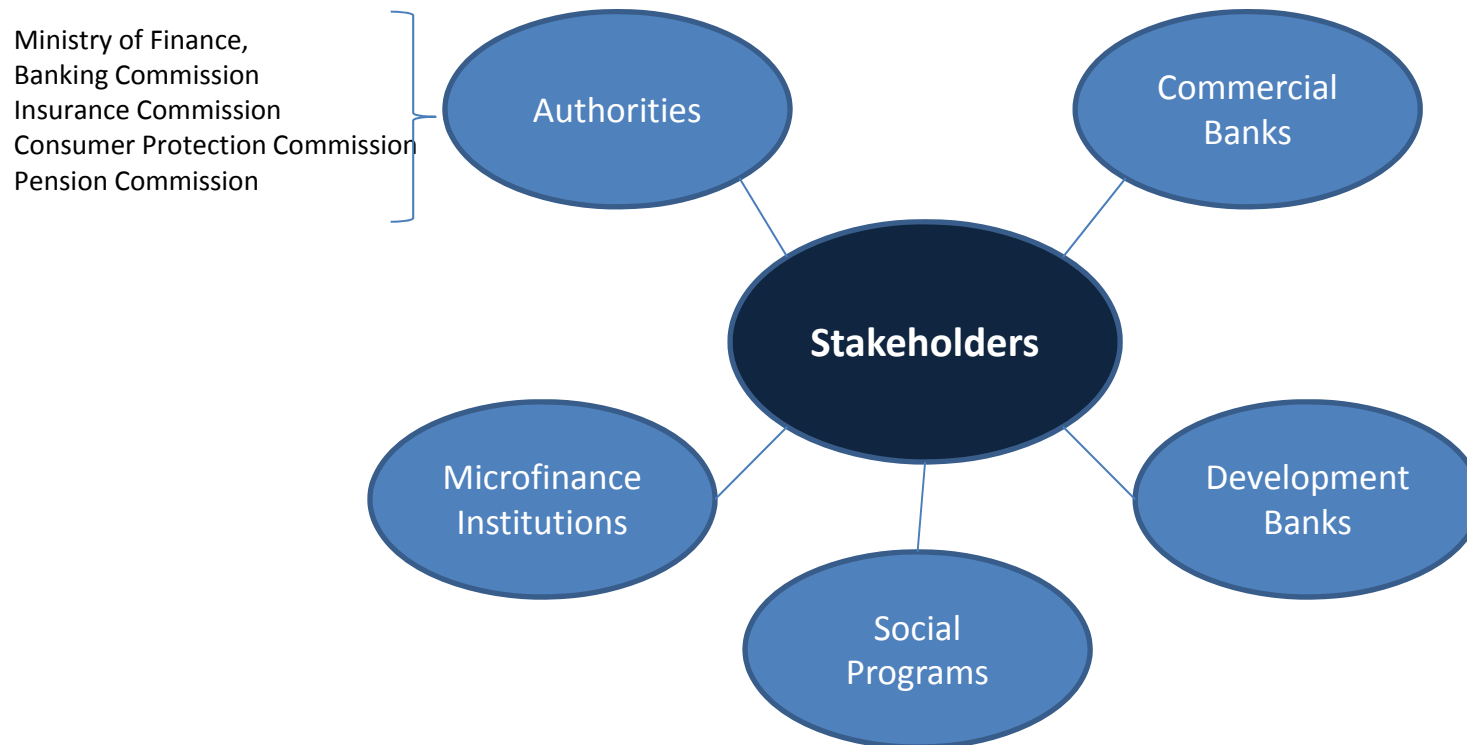 Ministry of Finance,
Banking Commission
Insurance Commission
Consumer Protection Commission
Pension Commission
Authorities
Commercial
Banks
Stakeholders
Microfinance
Institutions
Development
Banks
Social
Programs